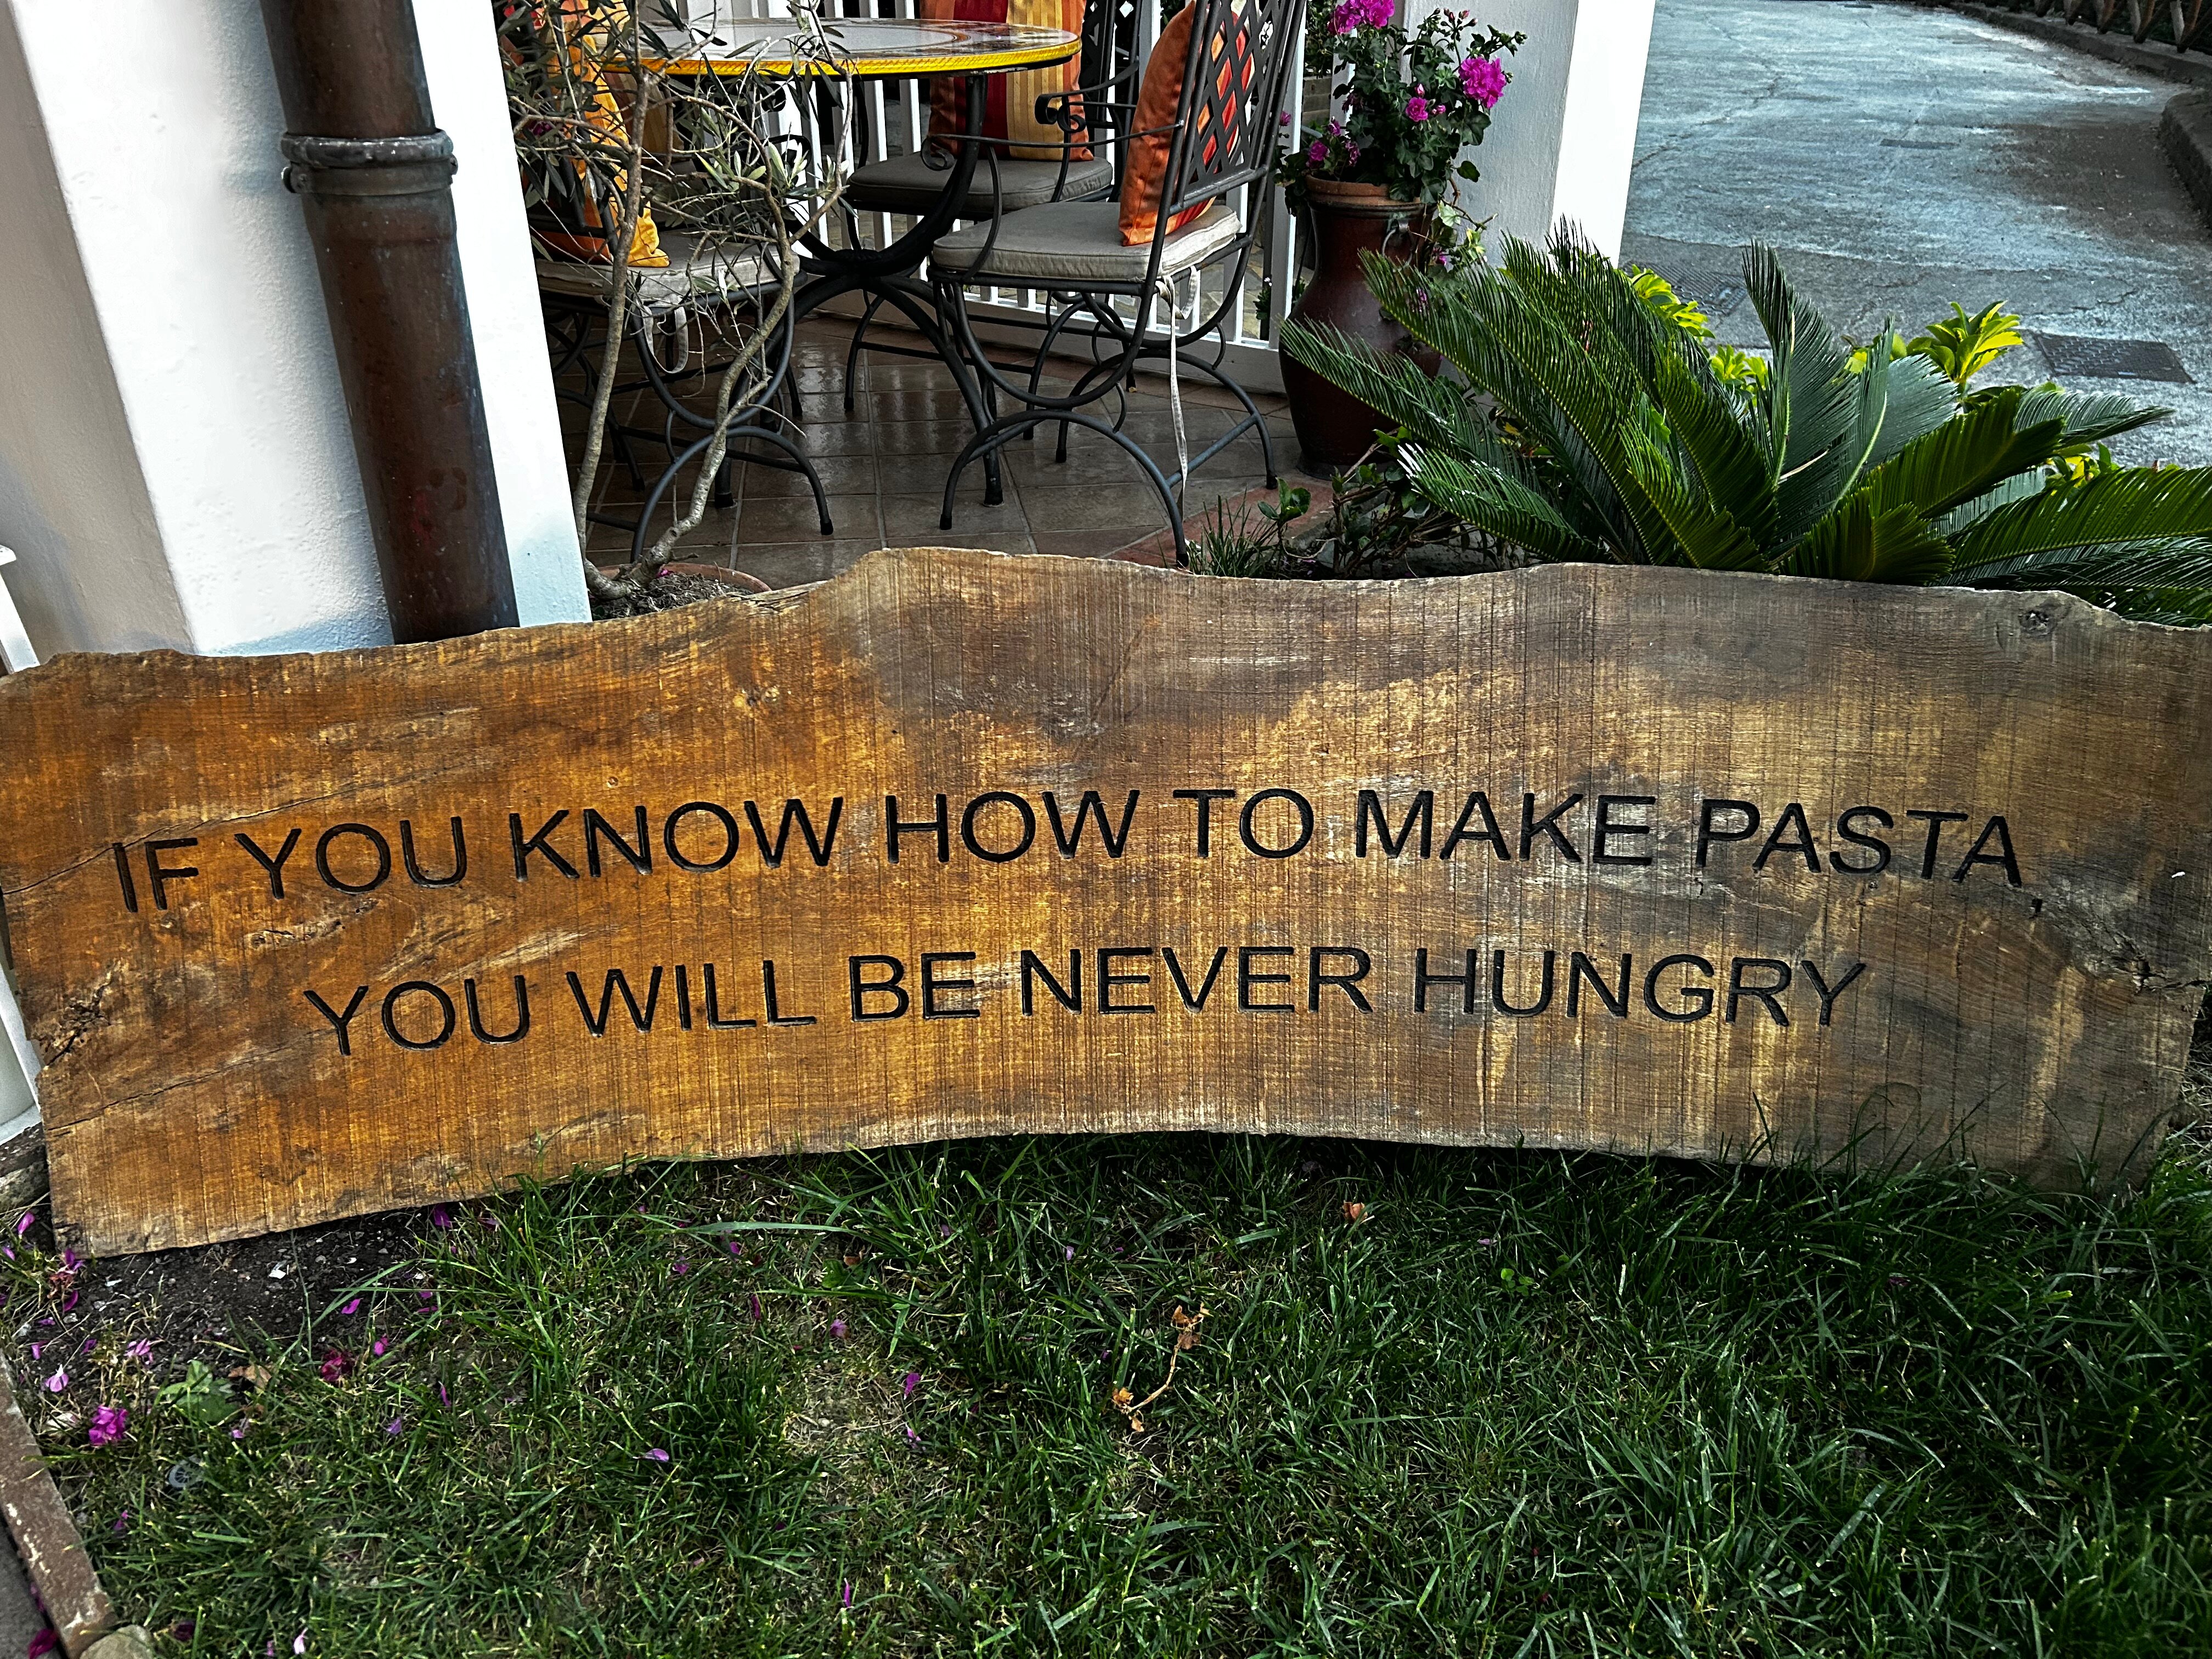 IF YOU KNOW HOW TO MAKE PASTA,
YOU WILL BE NEVER HUNGRY